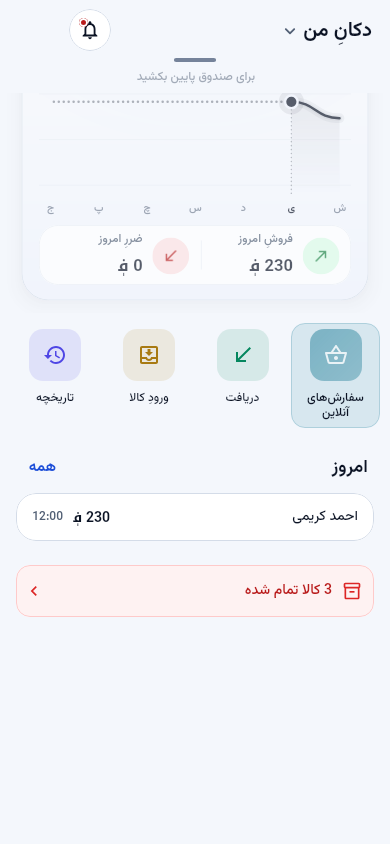 دکانِ من
برای صندوق پایین بکشید
ش ی د س چ پ ج
فروشِ امروز
230 ؋
ضررِ امروز
0 ؋
سفارش‌های آنلاین
دریافت
ورودِ کالا
تاریخچه
امروز
همه
احمد کریمی
230 ؋
12:00
3 کالا تمام شده